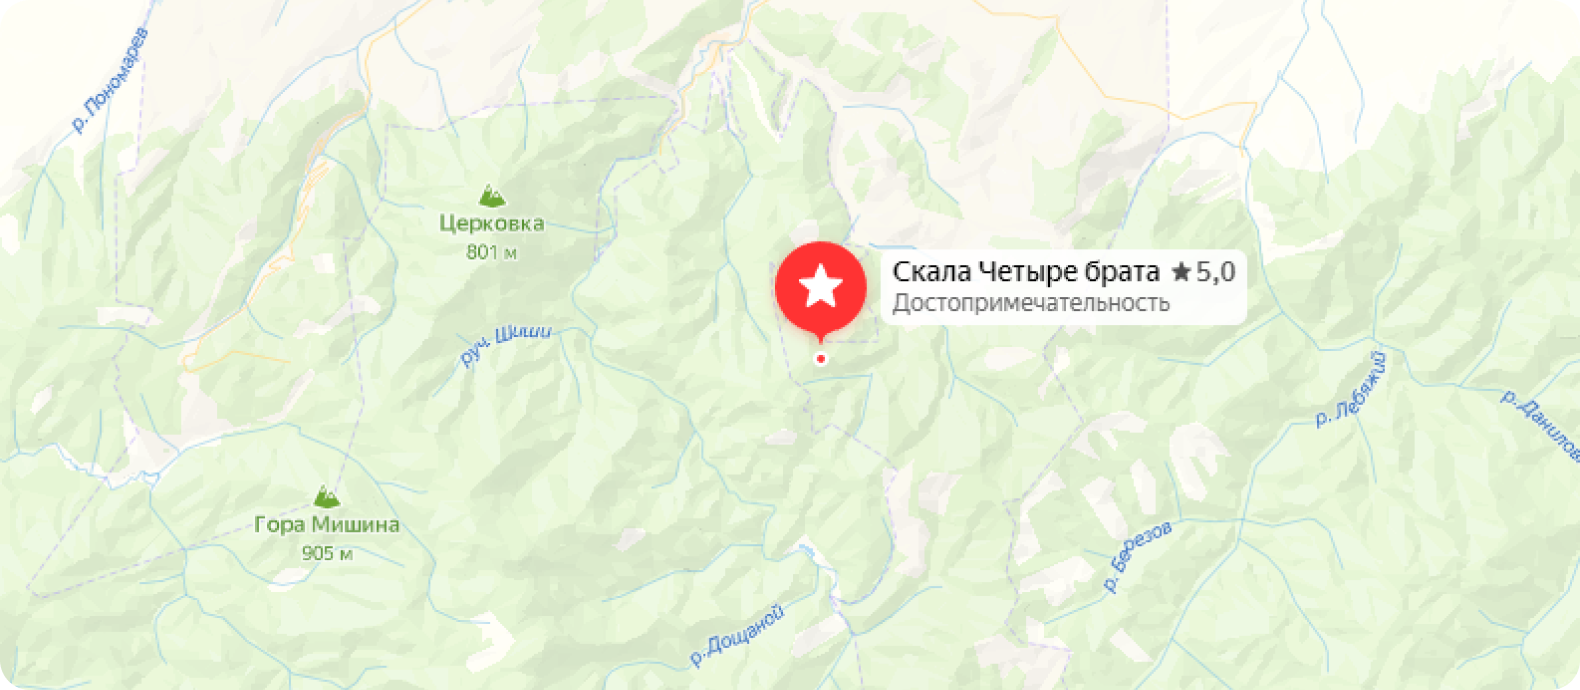 р. Пономарев
Церковка
801 м
Скала Четыре брата ★ 5,0
Достопримечательность
руч. Шиши
р. Лебяжий
р. Данилов
Гора Мишина
905 м
р. Березов
р. Дощаной